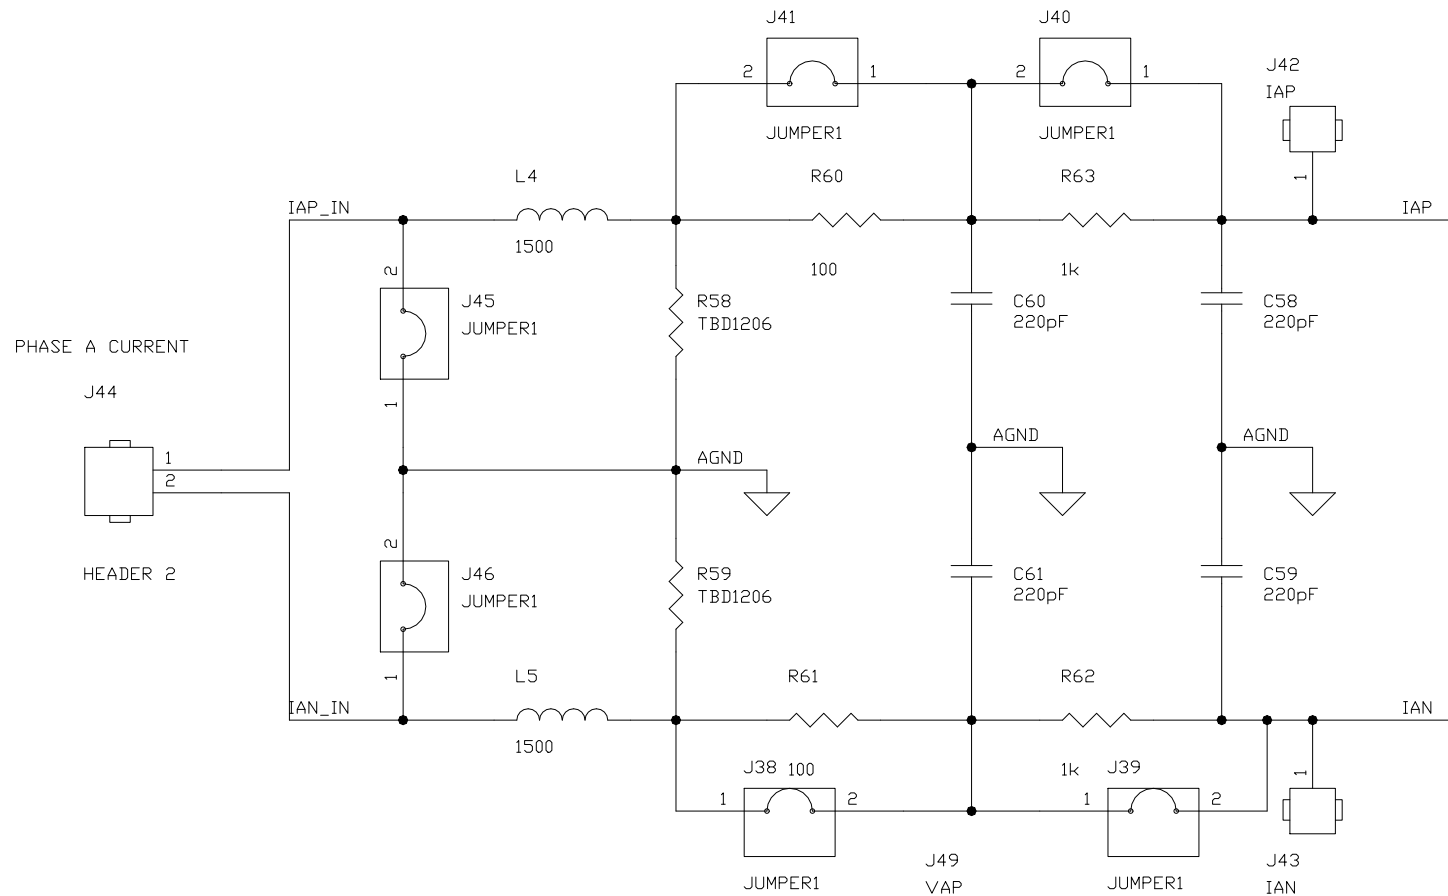 J41
J40
2
1
2
1
J42
IAP
JUMPER1
JUMPER1
L4
R60
R63
1
IAP_IN
IAP
1500
100
1k
2
J45
JUMPER1
R58
TBD1206
C60
220pF
C58
220pF
PHASE A CURRENT
J44
1
1
2
AGND
AGND
AGND
HEADER 2
2
J46
JUMPER1
R59
TBD1206
C61
220pF
C59
220pF
1
L5
R61
R62
IAN_IN
IAN
1500
J38
100
1k
J39
1
1
2
1
2
J49
VAP
J43
IAN
JUMPER1
JUMPER1